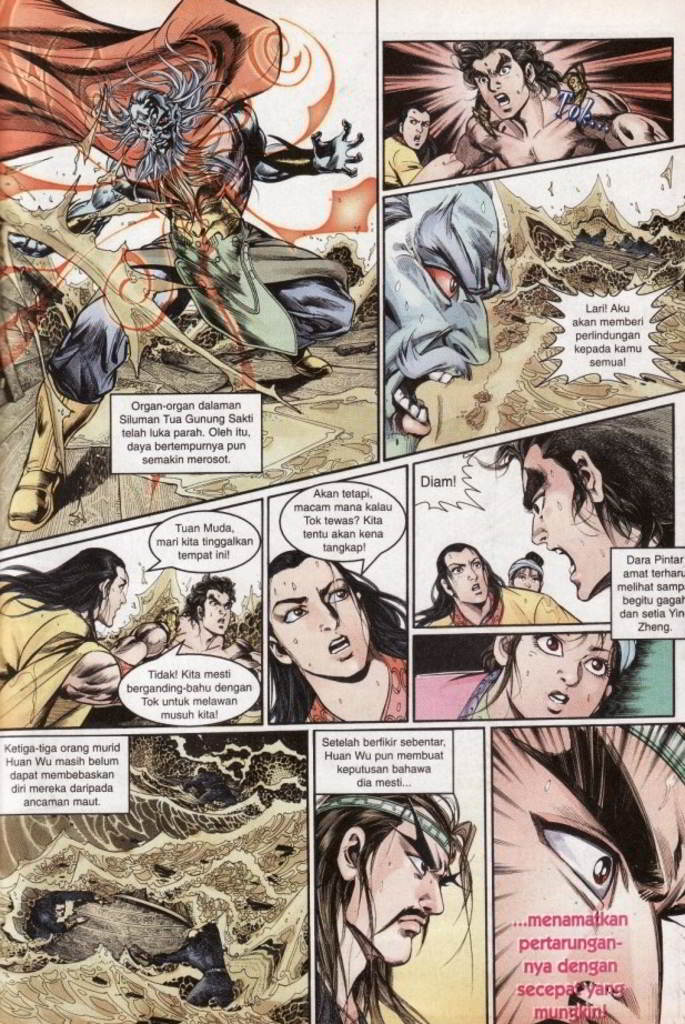 Organ-organ dalaman
Siluman Tua Gunung Sakti
telah luka parah. Oleh itu,
daya bertempurnya pun
semakin merosot.
Tok...
Lari! Aku
akan memberi
perlindungan
kepada kamu
semua!
Tuan Muda,
mari kita tinggalkan
tempat ini!
Tidak! Kita mesti
berganding-bahu dengan
Tok untuk melawan
musuh kita!
Akan tetapi,
macam mana kalau
Tok tewas? Kita
tentu akan kena
tangkap!
Diam!
Dara Pintar
amat terharu
melihat
begitu gagah
dan setia
Zheng.
Ketiga-tiga orang murid
Huan Wu masih belum
dapat membebaskan
diri mereka daripada
ancaman maut.
Setelah berfikir sebentar,
Huan Wu pun membuat
keputusan bahawa
dia mesti...
...menamatkan
pertarungan-
nya dengan
secepat yang
mungkin!